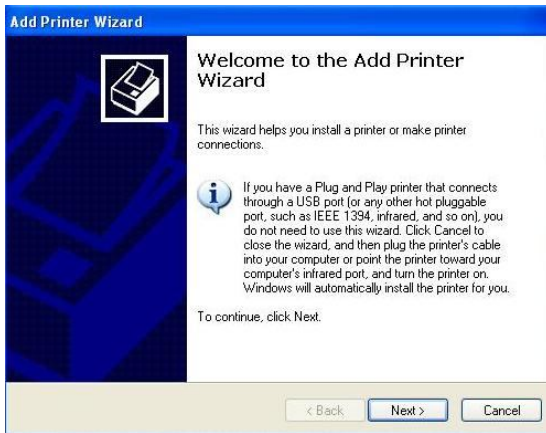 Add Printer Wizard
Welcome to the Add Printer
Wizard
This wizard helps you install a printer or make printer
connections.
If you have a Plug and Play printer that connects
through a USB port (or any other hot pluggable
port, such as IEEE 1394, infrared, and so on), you
do not need to use this wizard. Click Cancel to
close the wizard, and then plug the printer's cable
into your computer or point the printer toward your
computer's infrared port, and turn the printer on.
Windows will automatically install the printer for you.
To continue, click Next.
< Back Next > Cancel